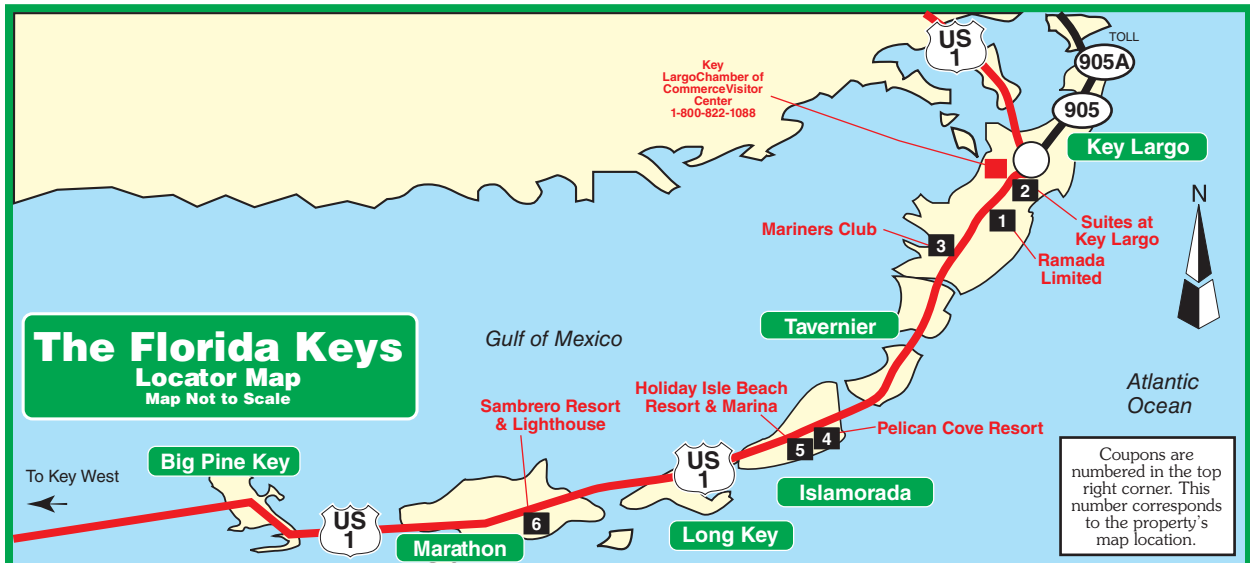 US
1
TOLL
905A
905
Key
LargoChamber of
CommerceVisitor
Center
1-800-822-1088
Key Largo
N
2
1
3
Suites at
Key Largo
Mariners Club
Ramada
Limited
Tavernier
Gulf of Mexico
The Florida Keys
Locator Map
Map Not to Scale
Atlantic
Ocean
Holiday Isle Beach
Resort & Marina
Sambrero Resort
& Lighthouse
4
5
Pelican Cove Resort
US
1
Islamorada
Big Pine Key
To Key West
US
1
6
Marathon
Long Key
Coupons are
numbered in the top
right corner. This
number corresponds
to the property's
map location.